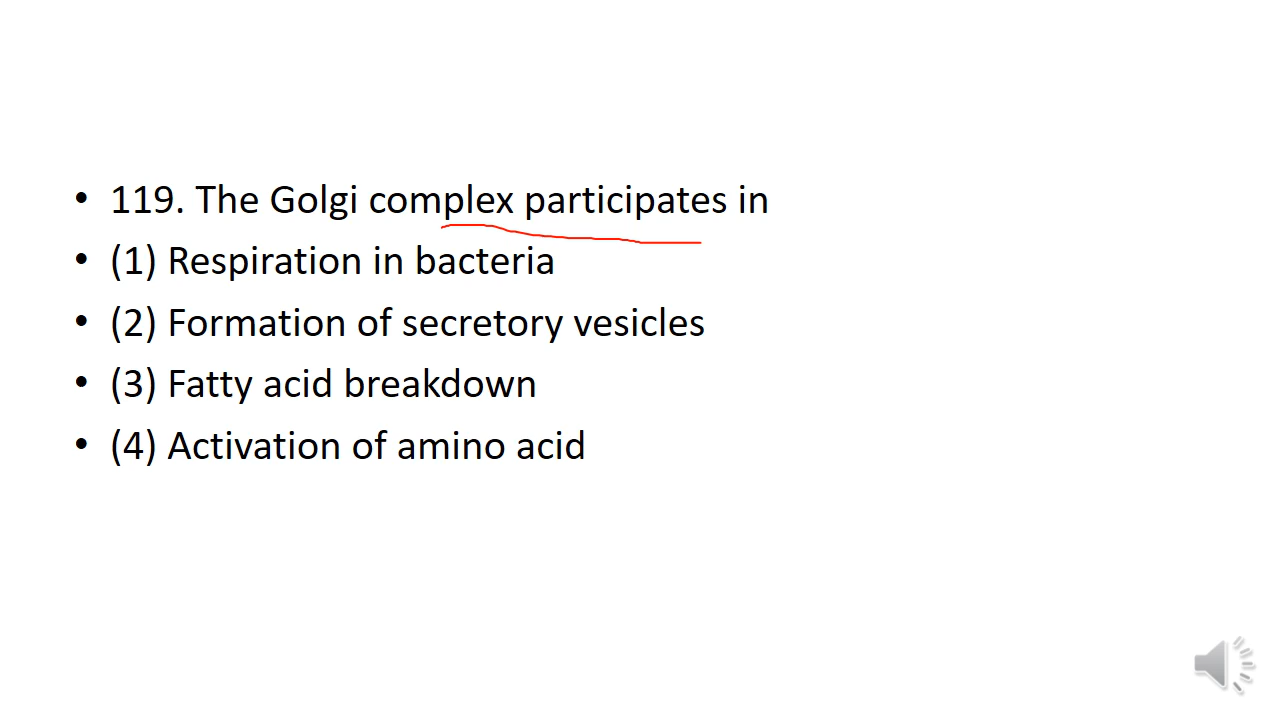 • 119. The Golgi complex participates in
• (1) Respiration in bacteria
• (2) Formation of secretory vesicles
• (3) Fatty acid breakdown
• (4) Activation of amino acid